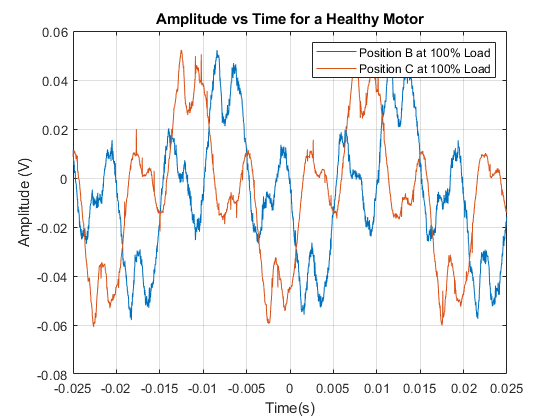 Amplitude vs Time for a Healthy Motor
Position B at 100% Load
Position C at 100% Load
Amplitude (V)
0.06
0.04
0.02
0
-0.02
-0.04
-0.06
-0.08
-0.025 -0.02 -0.015 -0.01 -0.005 0 0.005 0.01 0.015 0.02 0.025
Time(s)